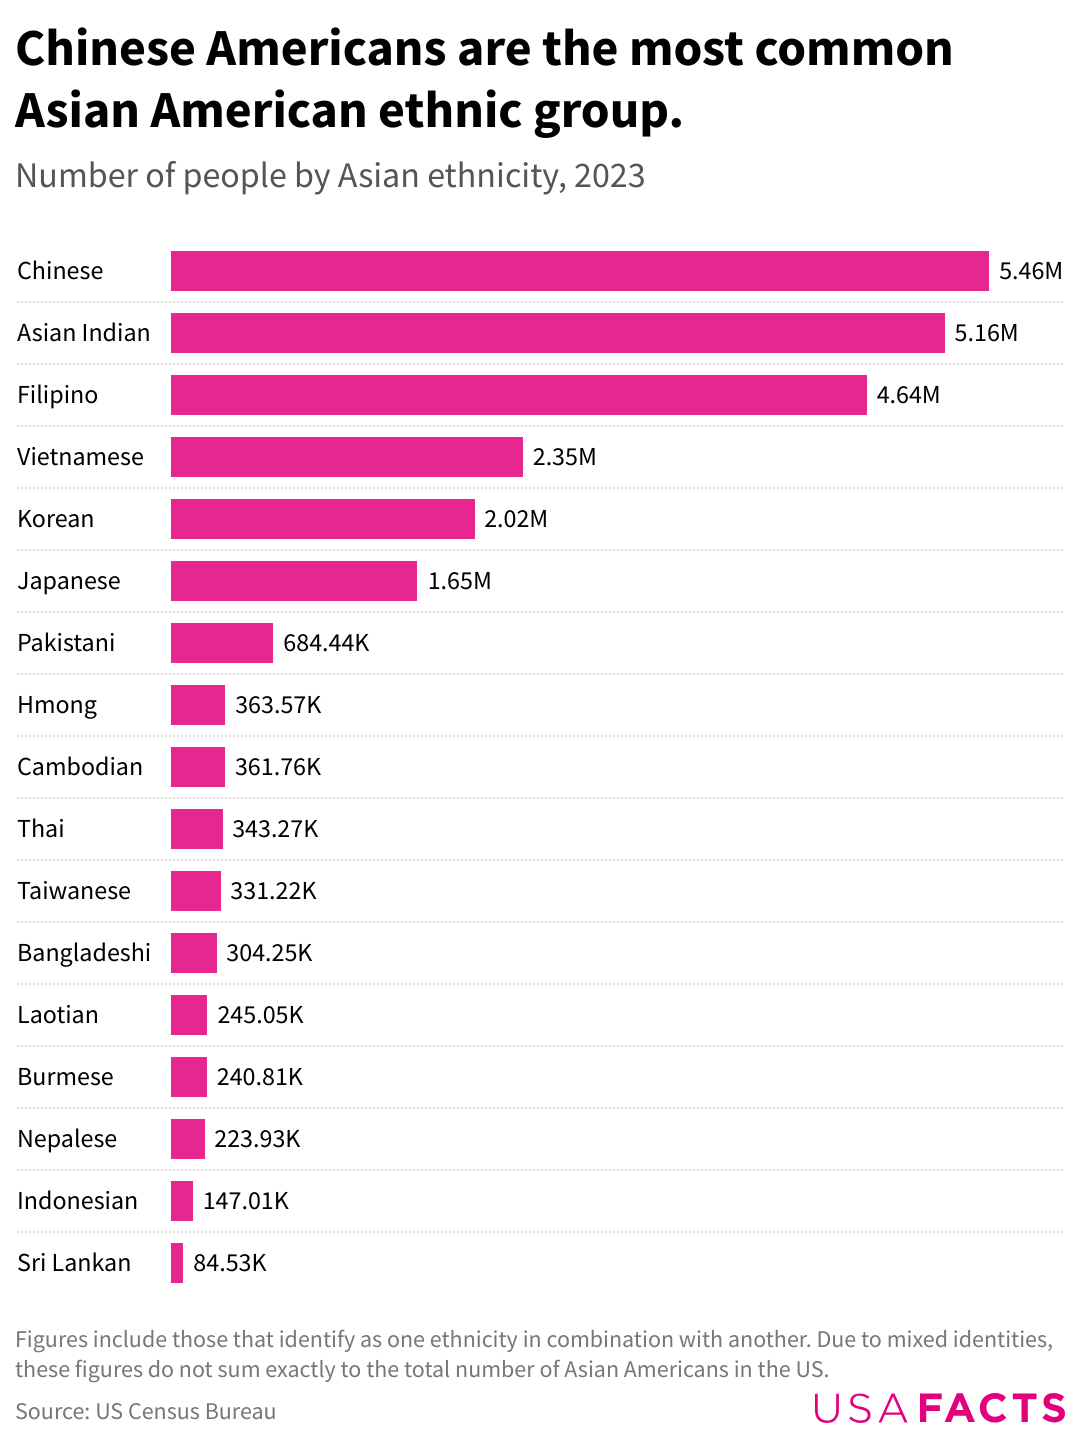 Chinese Americans are the most common
Asian American ethnic group.
Number of people by Asian ethnicity, 2023
Chinese 5.46M
Asian Indian 5.16M
Filipino 4.64M
Vietnamese 2.35M
Korean 2.02M
Japanese 1.65M
Pakistani 684.44K
Hmong 363.57K
Cambodian 361.76K
Thai 343.27K
Taiwanese 331.22K
Bangladeshi 304.25K
Laotian 245.05K
Burmese 240.81K
Nepalese 223.93K
Indonesian 147.01K
Sri Lankan 84.53K
Figures include those that identify as one ethnicity in combination with another. Due to mixed identities,
these figures do not sum exactly to the total number of Asian Americans in the US.
Source: US Census Bureau
USAFACTS